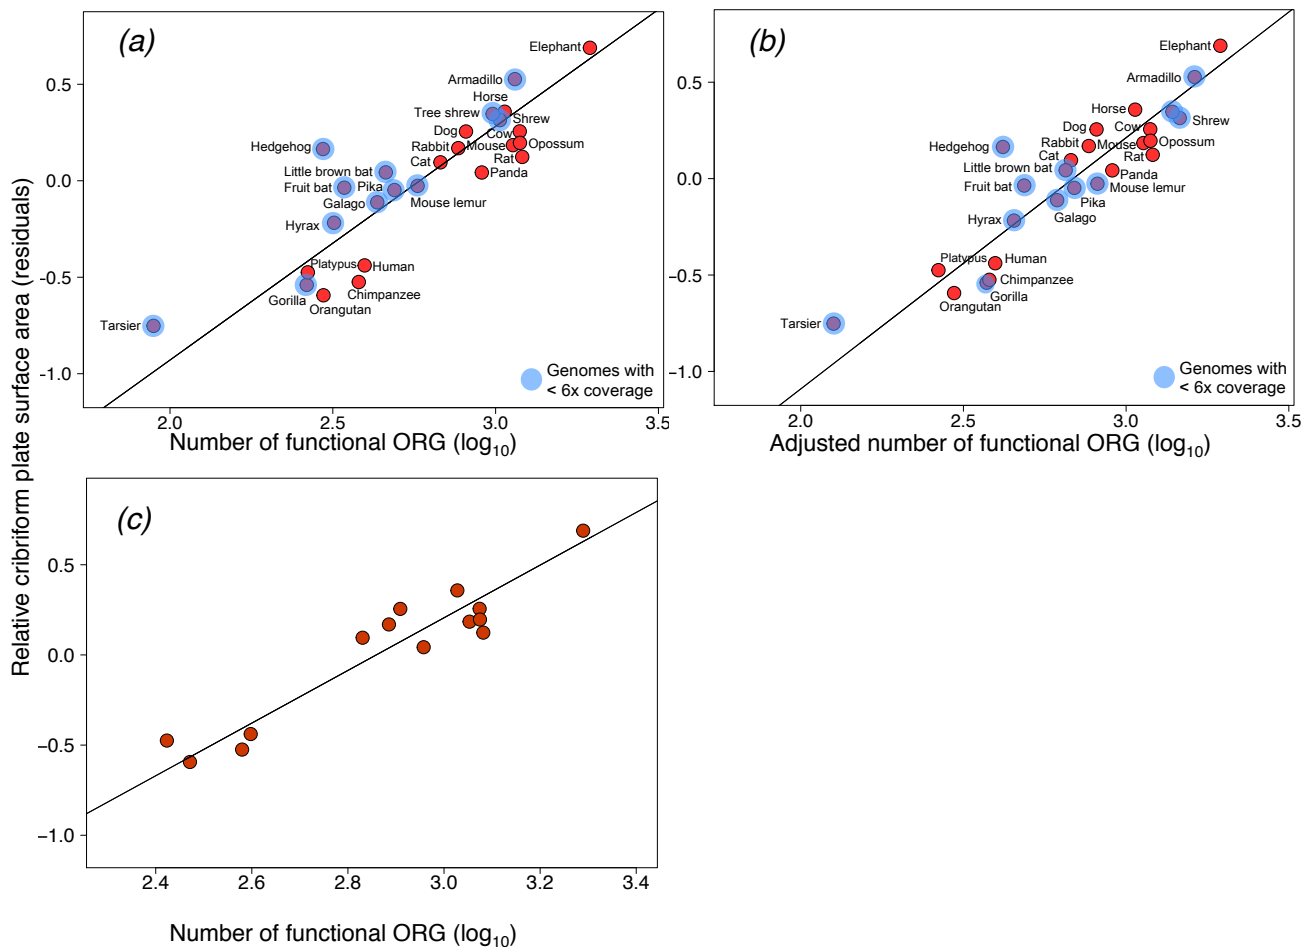 Relative cribriform plate surface area (residuals)
(a)
0.5
0.0
−0.5
−1.0
Elephant
Armadillo
Horse
Tree shrew
Shrew
Dog
Cow
Opossum
Rabbit
Mouse
Hedgehog
Cat
Rat
Little brown bat
Panda
Fruit bat
Pika
Galago
Mouse lemur
Hyrax
Platypus
Human
Chimpanzee
Gorilla
Orangutan
Tarsier
Genomes with
< 6x coverage
2.0 2.5 3.0 3.5
Number of functional ORG (log10)
(b)
0.5
0.0
−0.5
−1.0
Elephant
Armadillo
Horse
Shrew
Dog
Cow
Rabbit
Mouse
Opossum
Hedgehog
Cat
Rat
Little brown bat
Panda
Fruit bat
Mouse lemur
Pika
Galago
Hyrax
Platypus
Human
Chimpanzee
Gorilla
Orangutan
Tarsier
Genomes with
< 6x coverage
2.0 2.5 3.0 3.5
Adjusted number of functional ORG (log10)
(c)
0.5
0.0
−0.5
−1.0
2.4 2.6 2.8 3.0 3.2 3.4
Number of functional ORG (log10)